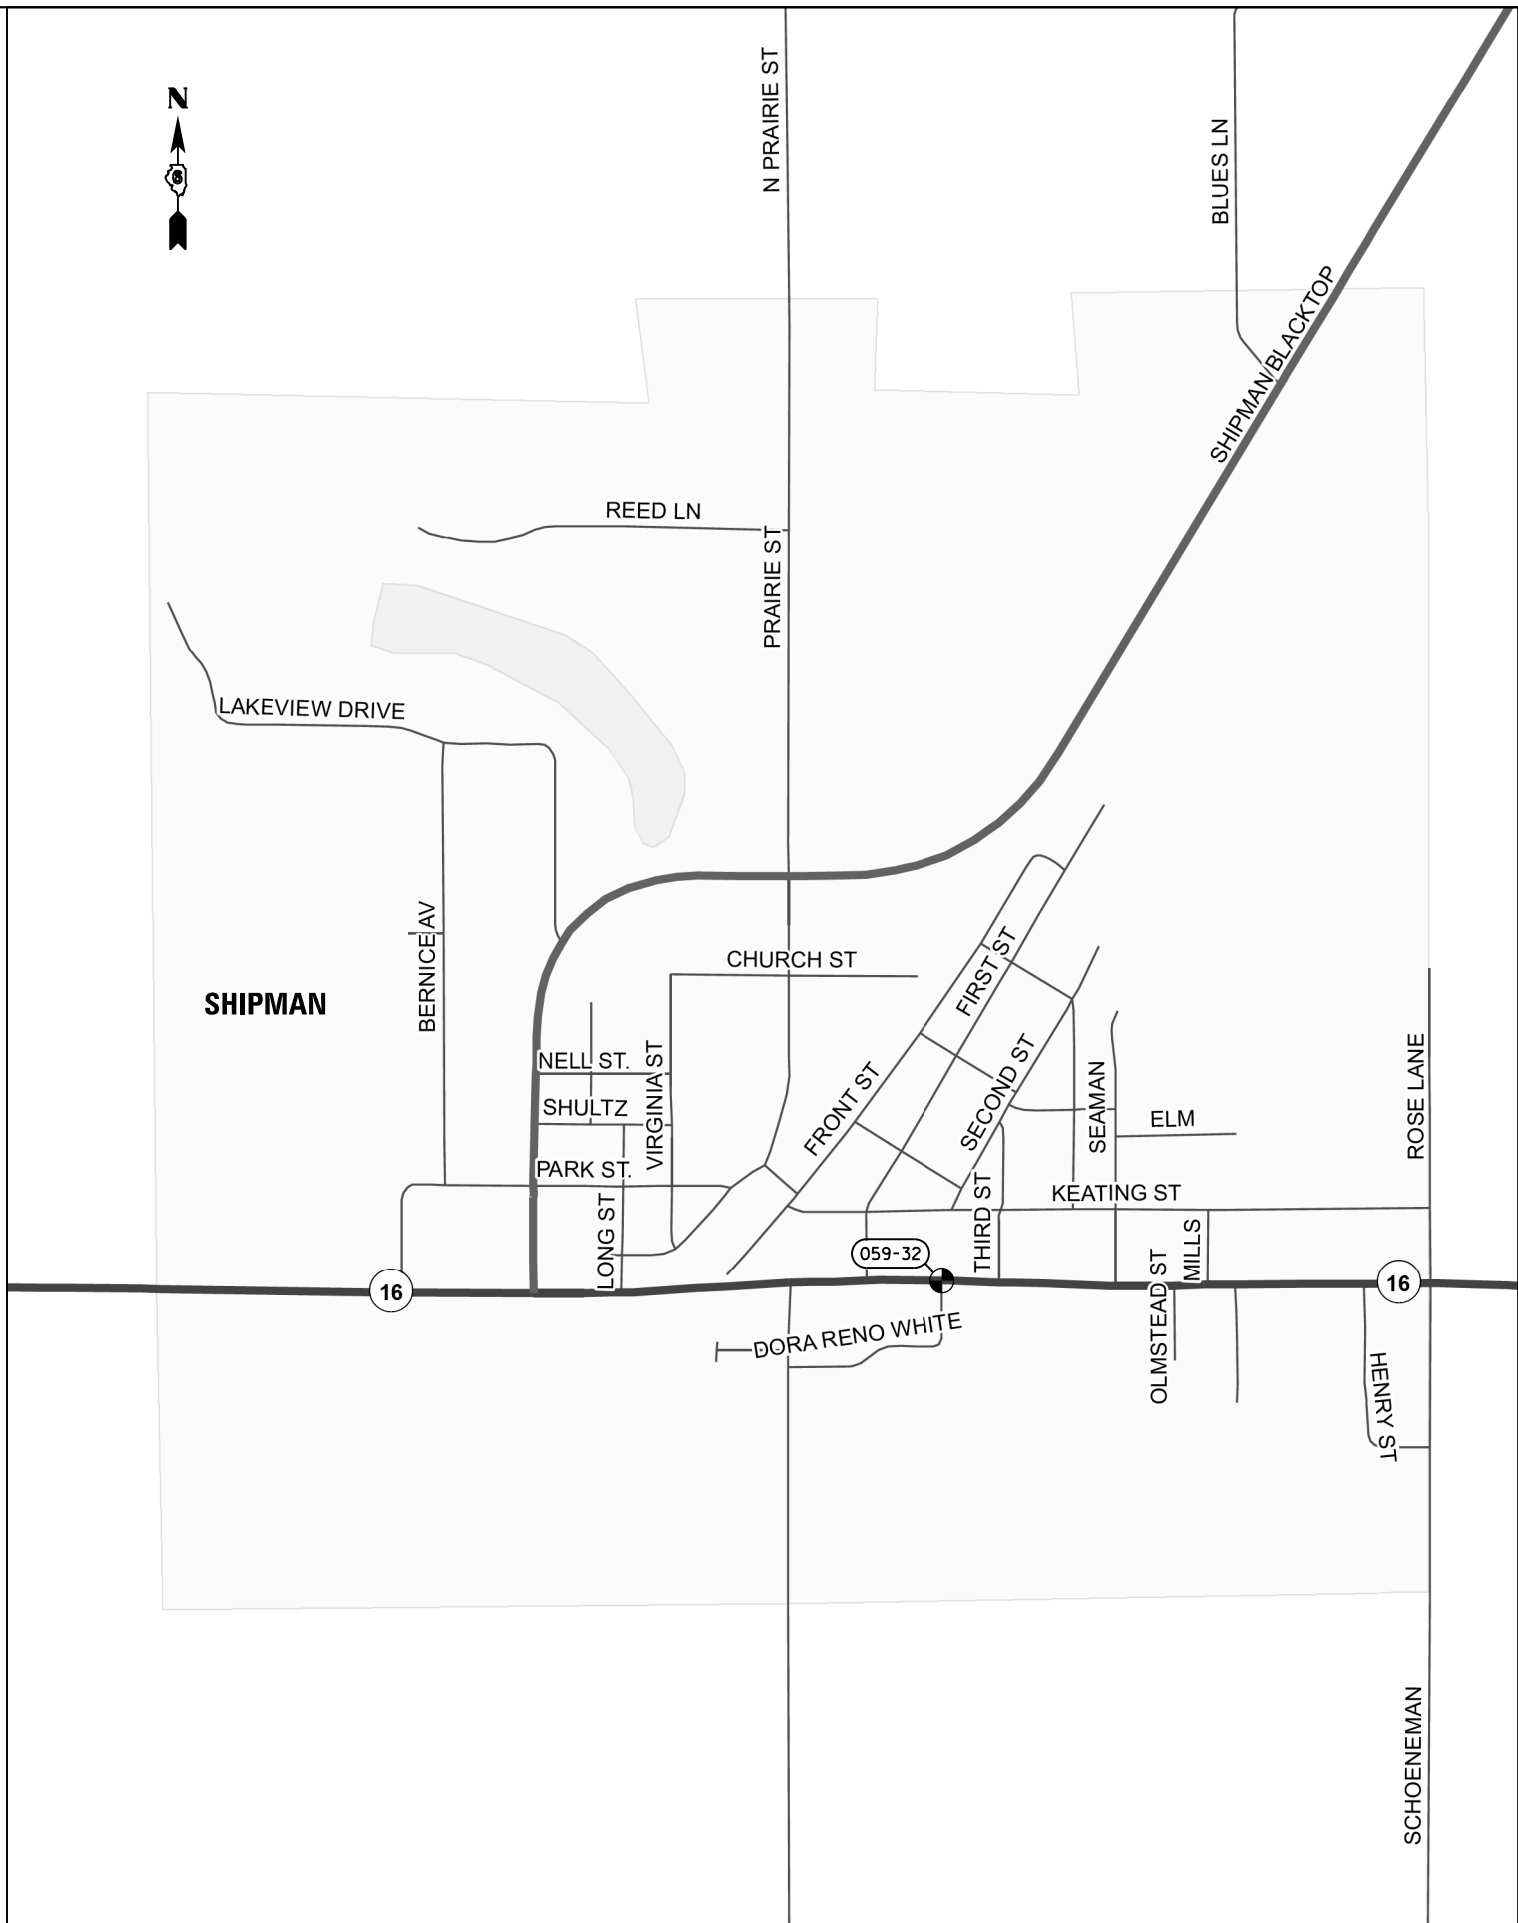 N
6
N PRAIRIE ST
BLUES LN
SHIPMAN BLACKTOP
REED LN
PRAIRIE ST
LAKEVIEW DRIVE
BERNICE AV
CHURCH ST
FIRST ST
SHIPMAN
NELL ST.
VIRGINIA ST
SECOND ST
FRONT ST
SEAMAN
ROSE LANE
SHULTZ
ELM
PARK ST.
THIRD ST
KEATING ST
LONG ST
059-32
OLMSTEAD ST
MILLS
16
16
DORA RENO WHITE
HENRY ST
SCHOENEMAN